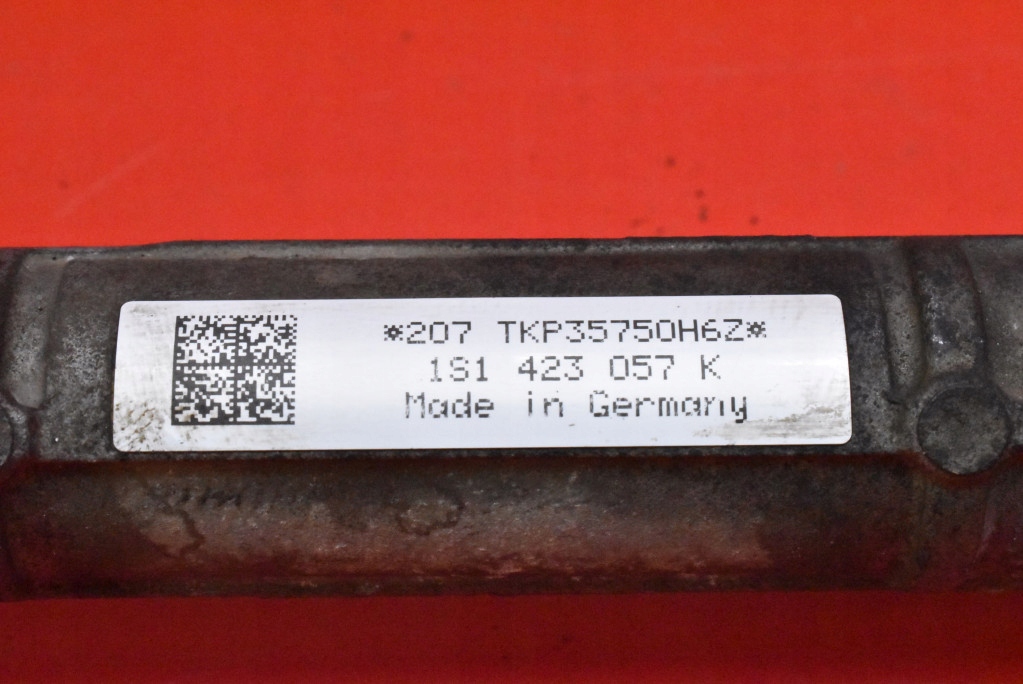 *207 TKP35750H6Z*
1S1 423 057 K
Made in Germany